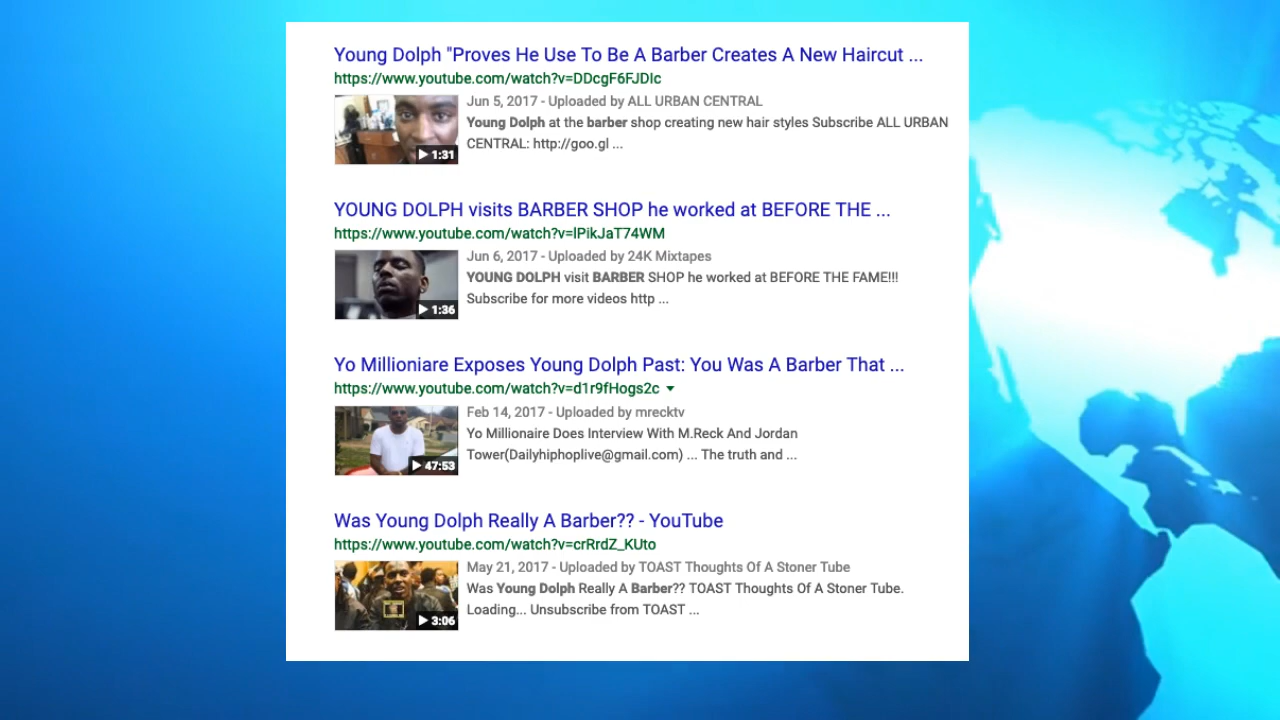 Young Dolph "Proves He Use To Be A Barber Creates A New Haircut ...
https://www.youtube.com/watch?v=DDcgF6FJDIc
Jun 5, 2017 - Uploaded by ALL URBAN CENTRAL
Young Dolph at the barber shop creating new hair styles Subscribe ALL URBAN
CENTRAL: http://goo.gl ...
1:31
YOUNG DOLPH visits BARBER SHOP he worked at BEFORE THE ...
https://www.youtube.com/watch?v=lPikJaT74WM
Jun 6, 2017 - Uploaded by 24K Mixtapes
YOUNG DOLPH visit BARBER SHOP he worked at BEFORE THE FAME!!!
Subscribe for more videos http ...
1:36
Yo Millioniare Exposes Young Dolph Past: You Was A Barber That ...
https://www.youtube.com/watch?v=d1r9fHogs2c
Feb 14, 2017 - Uploaded by mrecktv
Yo Millionaire Does Interview With M.Reck And Jordan
Tower(Dailyhiphoplive@gmail.com) ... The truth and ...
47:53
Was Young Dolph Really A Barber?? - YouTube
https://www.youtube.com/watch?v=crRrdZ_KUto
May 21, 2017 - Uploaded by TOAST Thoughts Of A Stoner Tube
Was Young Dolph Really A Barber?? TOAST Thoughts Of A Stoner Tube.
Loading... Unsubscribe from TOAST ...
3:06